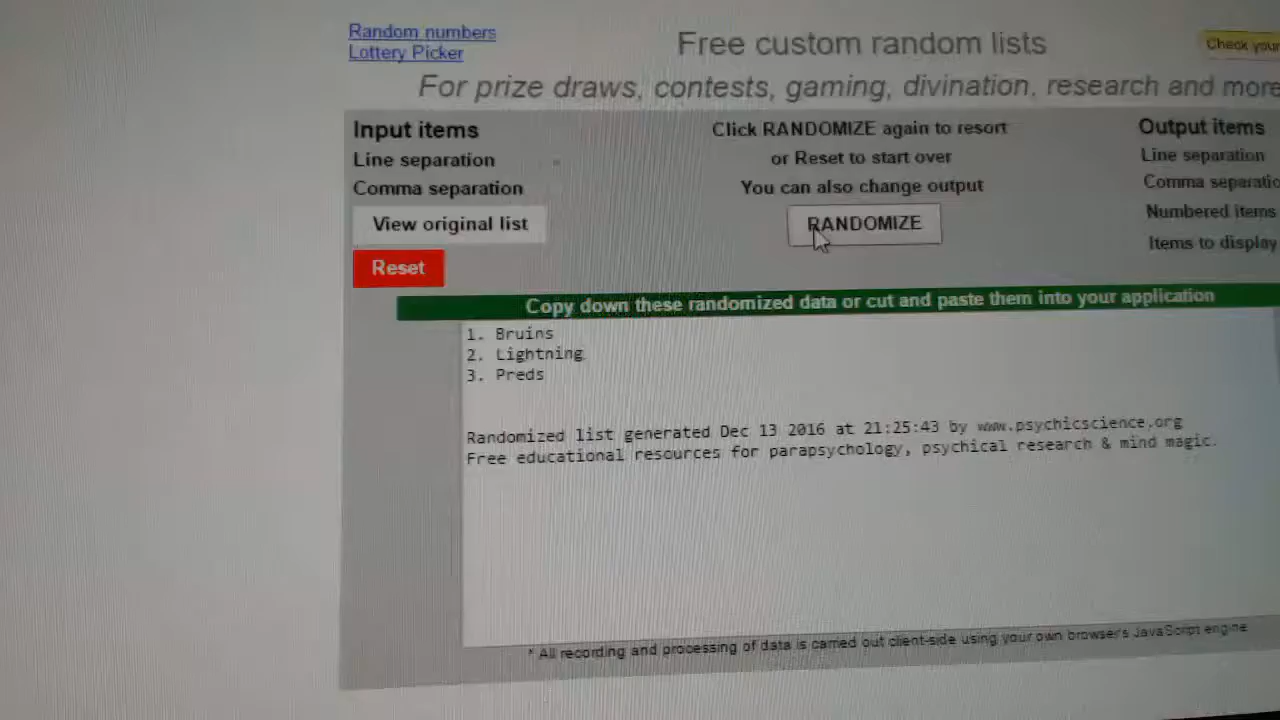 Random numbers
Lottery Picker
Free custom random lists
Check your
For prize draws, contests, gaming, divination, research and more
Input items
Line separation
Comma separation
View original list
Reset
Click RANDOMIZE again to resort
or Reset to start over
You can also change output
RANDOMIZE
Output items
Line separation
Comma separatio
Numbered items
Items to display
Copy down these randomized data or cut and paste them into your application
1. Bruins
2. Lightning
3. Preds
Randomized list generated Dec 13 2016 at 21:25:43 by www.psychicscience.org
Free educational resources for parapsychology, psychical research & mind magic.
* All recording and processing of data is carried out client-side using your own browser's JavaScript engine